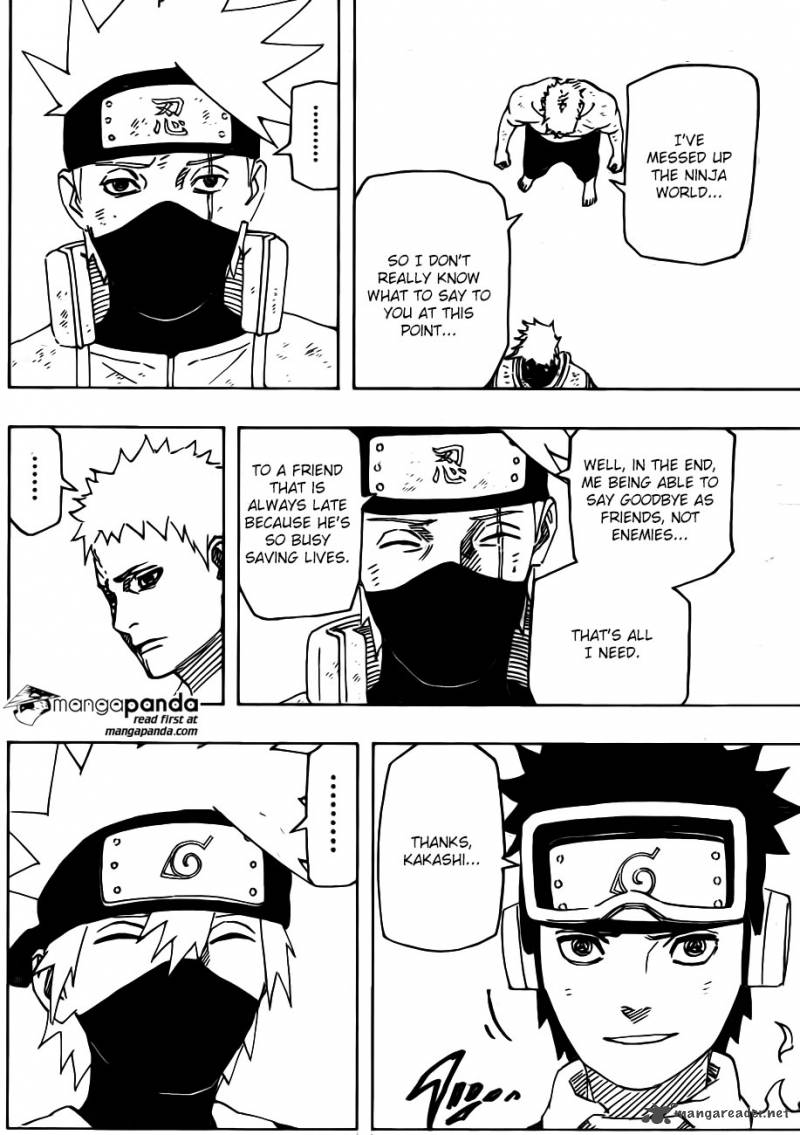 I'VE
MESSED UP
THE NINJA
WORLD...
SO I DON'T
REALLY KNOW
WHAT TO SAY TO
YOU AT THIS
POINT...
忍
........
WELL, IN THE END,
ME BEING ABLE TO
SAY GOODBYE AS
FRIENDS, NOT
ENEMIES...
THAT'S ALL
I NEED.
忍
TO A FRIEND
THAT IS
ALWAYS LATE
BECAUSE HE'S
SO BUSY
SAVING LIVES.
........
mangapanda
read first at
mangapanda.com
THANKS,
KAKASHI...
........
mangareader.net